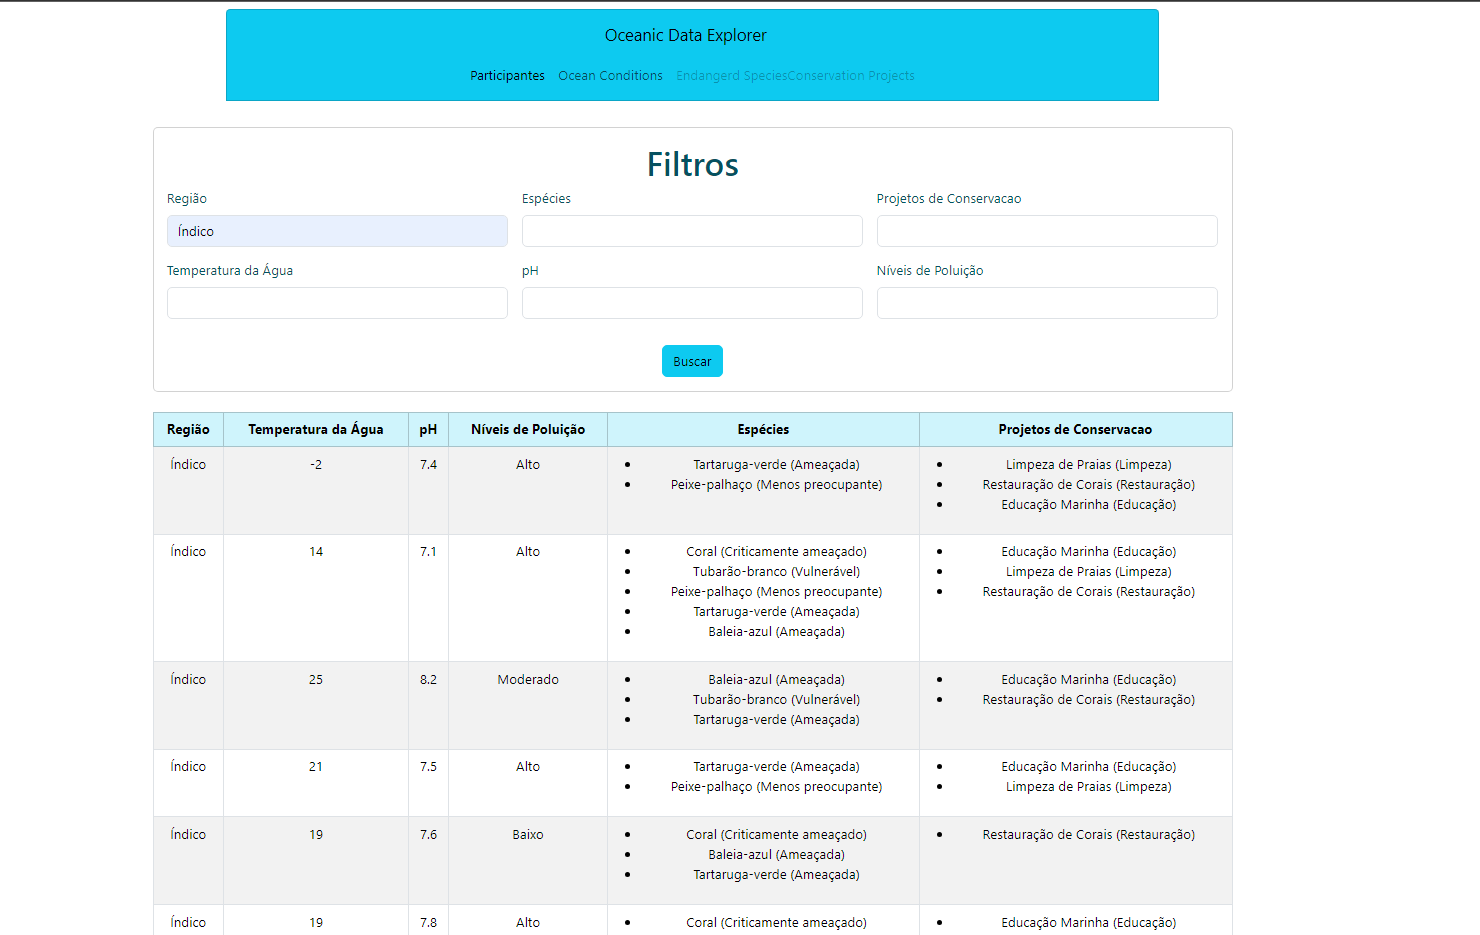 Oceanic Data Explorer
Participantes Ocean Conditions Endangerd SpeciesConservation Projects
Filtros
Região Espécies Projetos de Conservacao
Índico
Temperatura da Água pH Níveis de Poluição
Buscar
Região Temperatura da Água pH Níveis de Poluição Espécies Projetos de Conservacao
Índico -2 7.4 Alto Tartaruga-verde (Ameaçada) Limpeza de Praias (Limpeza)
Peixe-palhaço (Menos preocupante) Restauração de Corais (Restauração)
Educação Marinha (Educação)
Índico 14 7.1 Alto Coral (Criticamente ameaçado) Educação Marinha (Educação)
Tubarão-branco (Vulnerável) Limpeza de Praias (Limpeza)
Peixe-palhaço (Menos preocupante) Restauração de Corais (Restauração)
Tartaruga-verde (Ameaçada)
Baleia-azul (Ameaçada)
Índico 25 8.2 Moderado Baleia-azul (Ameaçada) Educação Marinha (Educação)
Tubarão-branco (Vulnerável) Restauração de Corais (Restauração)
Tartaruga-verde (Ameaçada)
Índico 21 7.5 Alto Tartaruga-verde (Ameaçada) Educação Marinha (Educação)
Peixe-palhaço (Menos preocupante) Limpeza de Praias (Limpeza)
Índico 19 7.6 Baixo Coral (Criticamente ameaçado) Restauração de Corais (Restauração)
Baleia-azul (Ameaçada)
Tartaruga-verde (Ameaçada)
Índico 19 7.8 Alto Coral (Criticamente ameaçado) Educação Marinha (Educação)